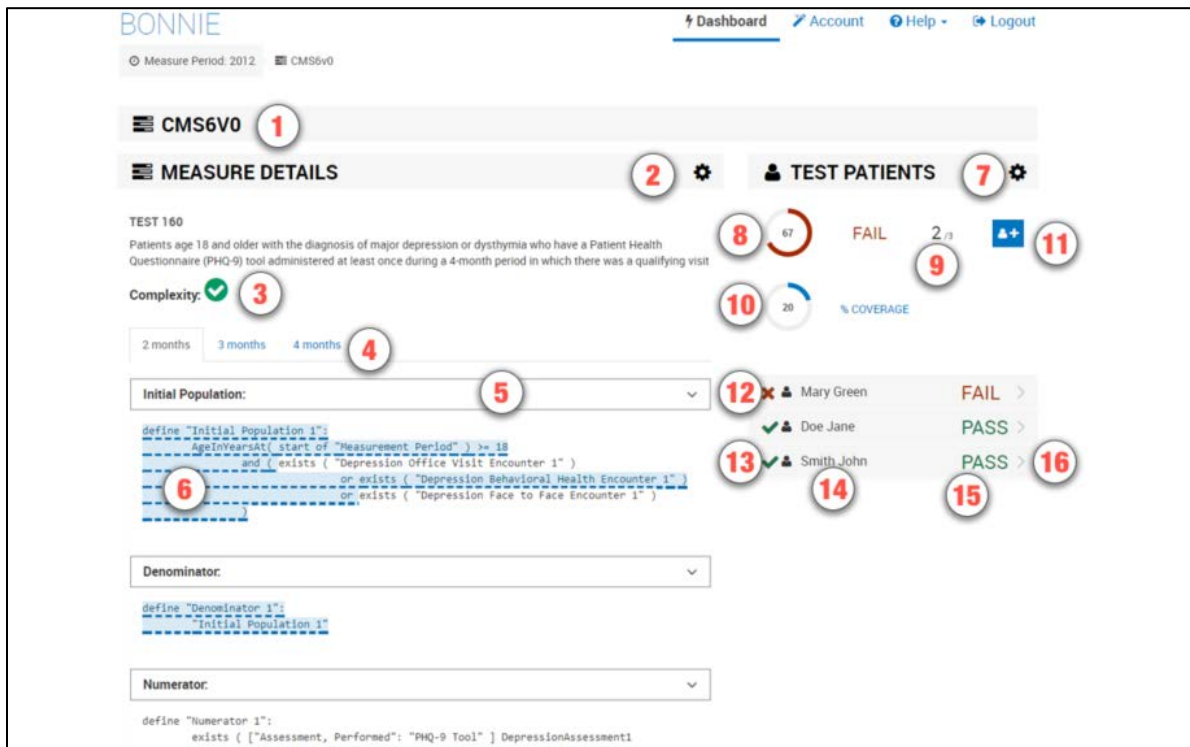 BONNIE
Dashboard Account Help Logout
Measure Period: 2012 CMS6v0
CMS6V0 1
MEASURE DETAILS 2
TEST 160
Patients age 18 and older with the diagnosis of major depression or dysthymia who have a Patient Health
Questionnaire (PHQ-9) tool administered at least once during a 4-month period in which there was a qualifying visit
Complexity: 3
2 months 3 months 4 months 4
Initial Population: 5
define "Initial Population 1":
AgeInYearsAt( start of "Measurement Period" ) >= 18
and ( exists ( "Depression Office Visit Encounter 1" )
or exists ( "Depression Behavioral Health Encounter 1" )
6 or exists ( "Depression Face to Face Encounter 1" )
)
Denominator:
define "Denominator 1":
"Initial Population 1"
Numerator:
define "Numerator 1":
exists ( ["Assessment, Performed": "PHQ-9 Tool" ] DepressionAssessment1
TEST PATIENTS 7
8 67 FAIL 2 /3 11
9
10 20 % COVERAGE
12 Mary Green FAIL
Doe Jane PASS
13 Smith John PASS 16
14 15